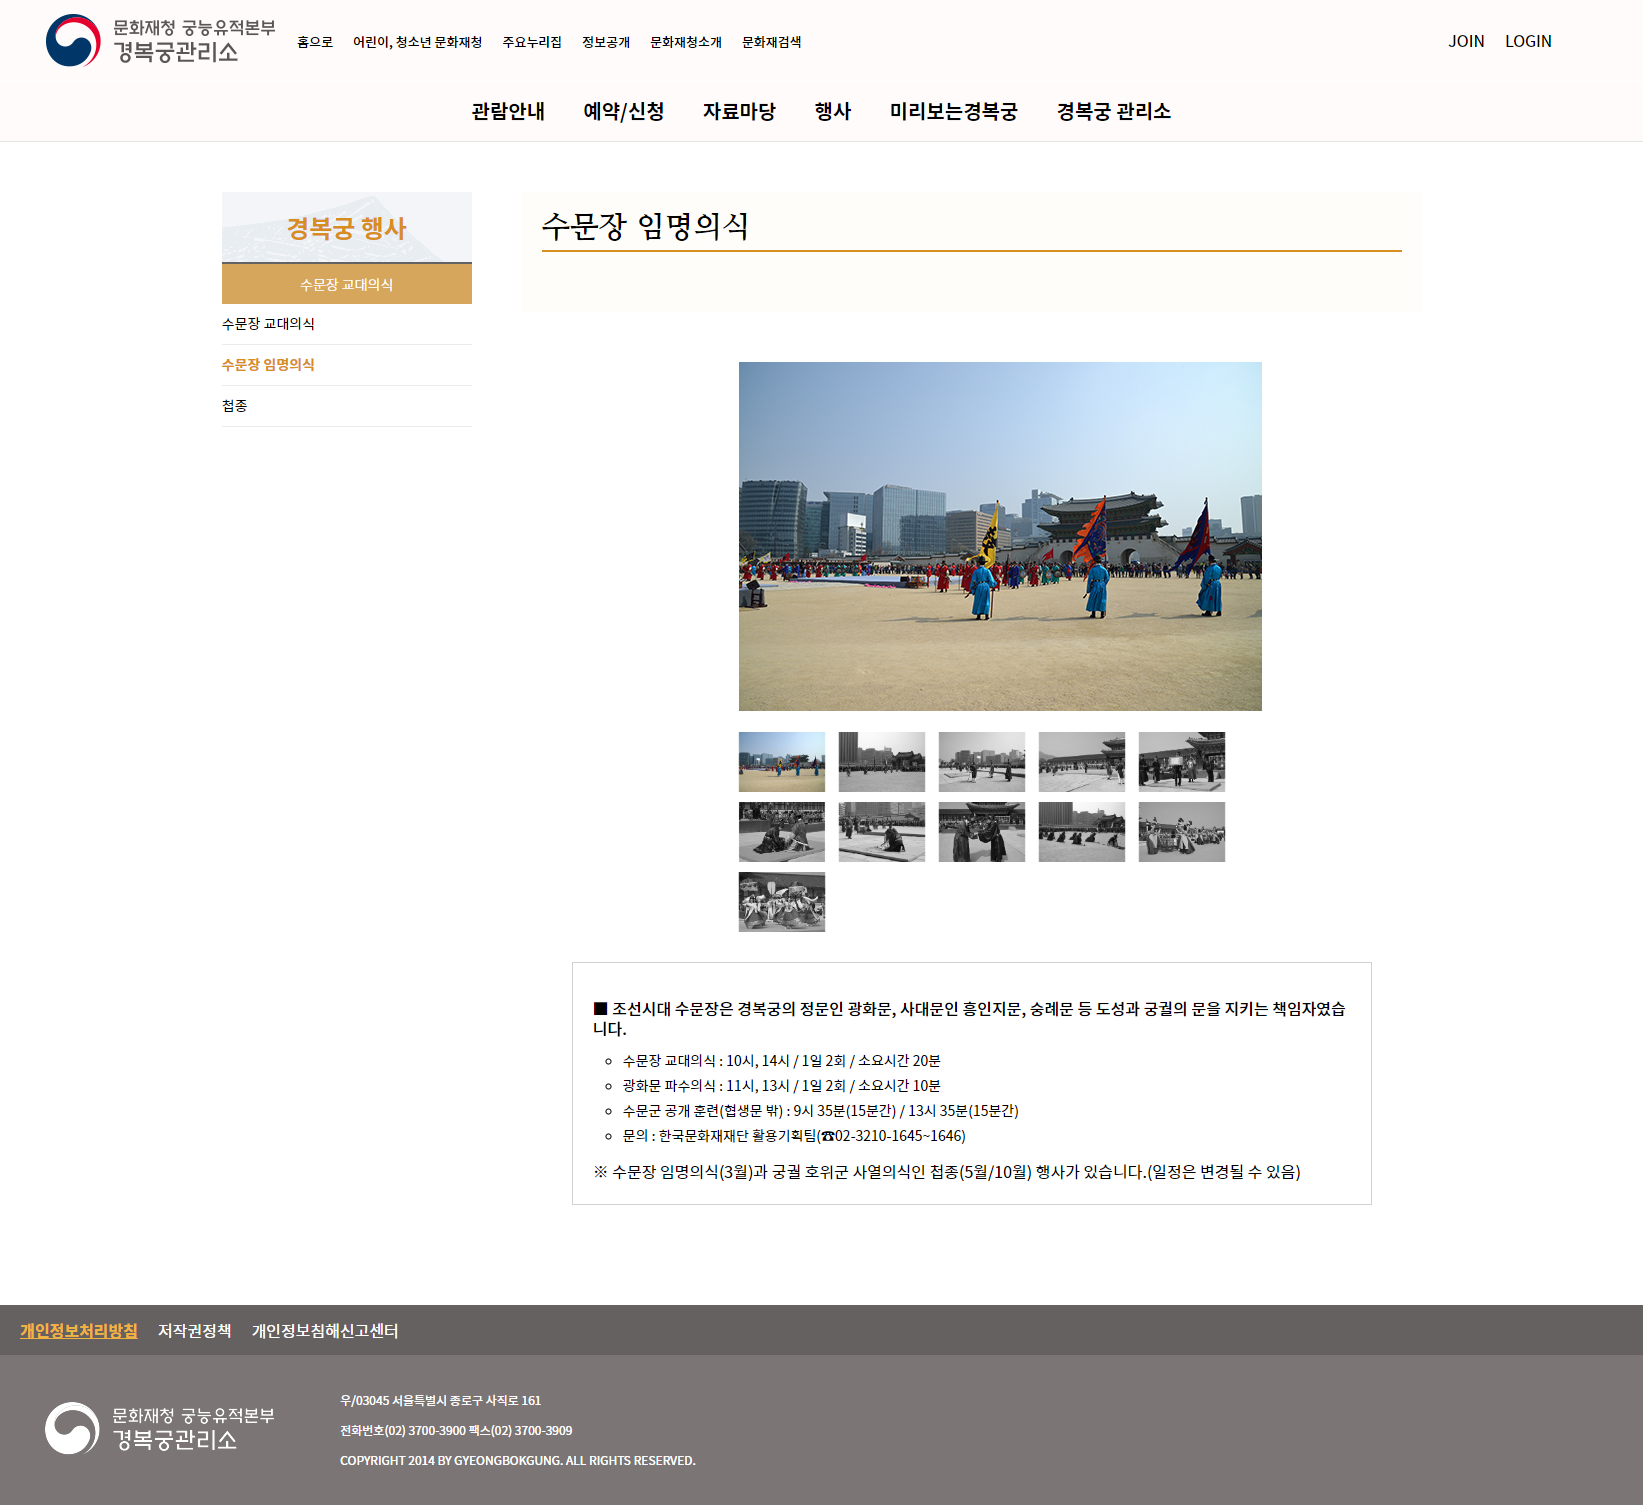 문화재청 궁능유적본부
경복궁관리소
홈으로 어린이, 청소년 문화재청 주요누리집 정보공개 문화재청소개 문화재검색
JOIN LOGIN
관람안내 예약/신청 자료마당 행사 미리보는경복궁 경복궁 관리소
경복궁 행사
수문장 교대의식
수문장 교대의식
수문장 임명의식
첩종
수문장 임명의식
■ 조선시대 수문장은 경복궁의 정문인 광화문, 사대문인 흥인지문, 숭례문 등 도성과 궁궐의 문을 지키는 책임자였습
니다.
수문장 교대의식 : 10시, 14시 / 1일 2회 / 소요시간 20분
광화문 파수의식 : 11시, 13시 / 1일 2회 / 소요시간 10분
수문군 공개 훈련(협생문 밖) : 9시 35분(15분간) / 13시 35분(15분간)
문의 : 한국문화재재단 활용기획팀(☎02-3210-1645~1646)
※ 수문장 임명의식(3월)과 궁궐 호위군 사열의식인 첩종(5월/10월) 행사가 있습니다.(일정은 변경될 수 있음)
개인정보처리방침 저작권정책 개인정보침해신고센터
문화재청 궁능유적본부
경복궁관리소
우/03045 서울특별시 종로구 사직로 161
전화번호(02) 3700-3900 팩스(02) 3700-3909
COPYRIGHT 2014 BY GYEONGBOKGUNG. ALL RIGHTS RESERVED.